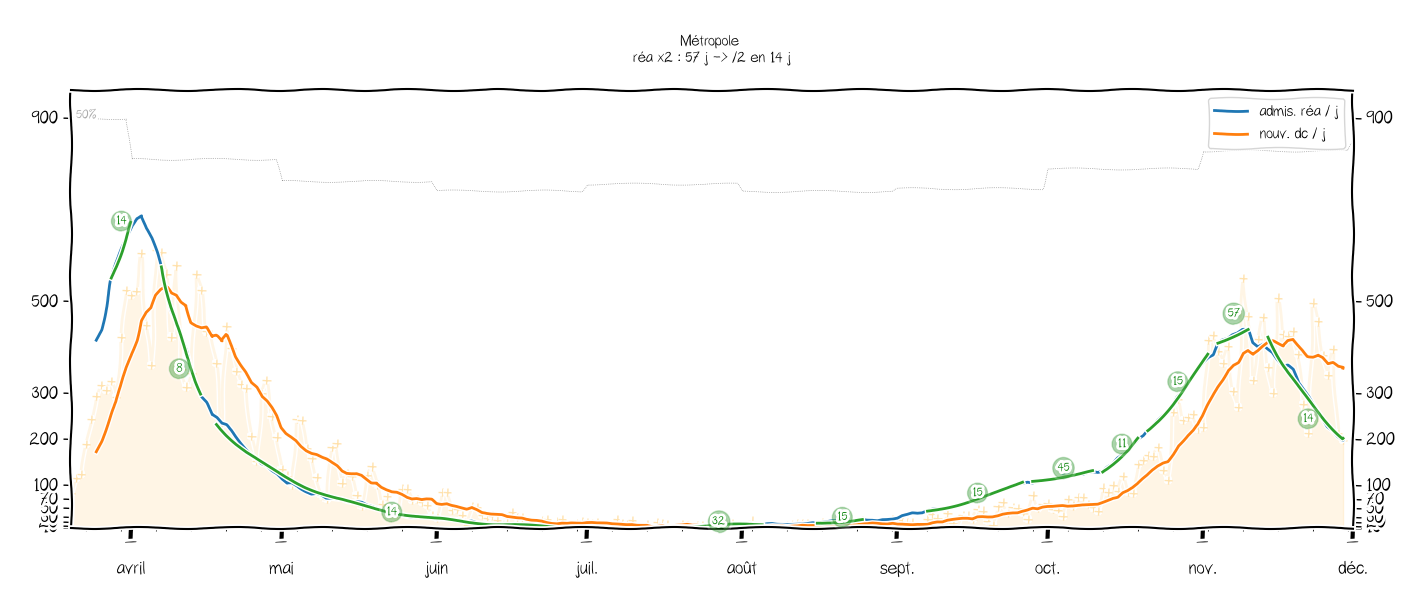 Métropole
réa x2 : 57 j -> /2 en 14 j
900
50%
admis. réa / j
nouv. dc / j
900
14
57
500
500
8
15
300
300
14
11
200
200
45
15
100
100
70
70
14
32
15
avril
mai
juin
juil.
août
sept.
oct.
nov.
déc.